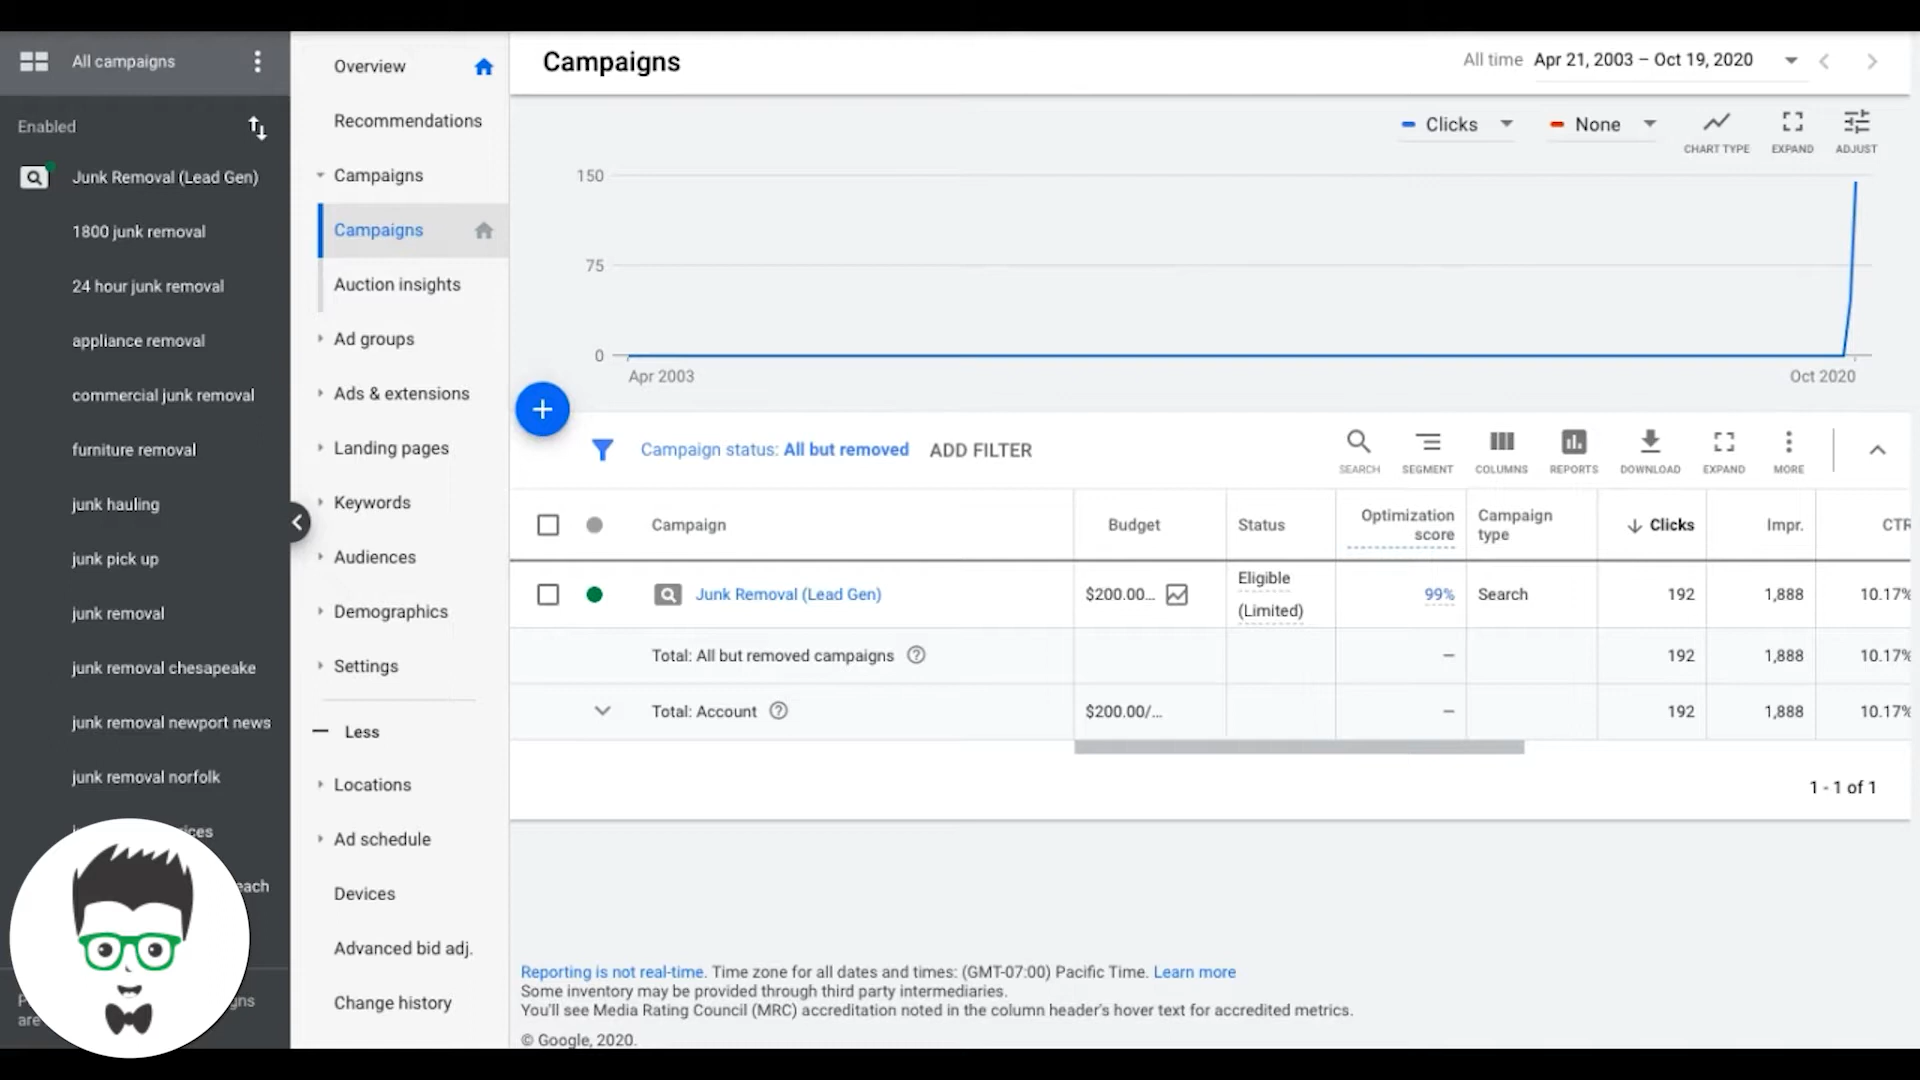 All campaigns
Enabled
Junk Removal (Lead Gen)
1800 junk removal
24 hour junk removal
appliance removal
commercial junk removal
furniture removal
junk hauling
junk pick up
junk removal
junk removal chesapeake
junk removal newport news
junk removal norfolk
Overview
Recommendations
Campaigns
Campaigns
Auction insights
Ad groups
Ads & extensions
Landing pages
Keywords
Audiences
Demographics
Settings
Less
Locations
Ad schedule
Devices
Advanced bid adj.
Change history
Campaigns
All time Apr 21, 2003 – Oct 19, 2020
Clicks None
CHART TYPE EXPAND ADJUST
150
75
0
Apr 2003 Oct 2020
Campaign status: All but removed ADD FILTER
SEARCH SEGMENT COLUMNS REPORTS DOWNLOAD EXPAND MORE
Campaign Budget Status Optimization score Campaign type Clicks Impr. CTR
Junk Removal (Lead Gen) $200.00... Eligible (Limited) 99% Search 192 1,888 10.17%
Total: All but removed campaigns – 192 1,888 10.17%
Total: Account $200.00/... – 192 1,888 10.17%
1 - 1 of 1
Reporting is not real-time. Time zone for all dates and times: (GMT-07:00) Pacific Time. Learn more
Some inventory may be provided through third party intermediaries.
You'll see Media Rating Council (MRC) accreditation noted in the column header's hover text for accredited metrics.
© Google, 2020.